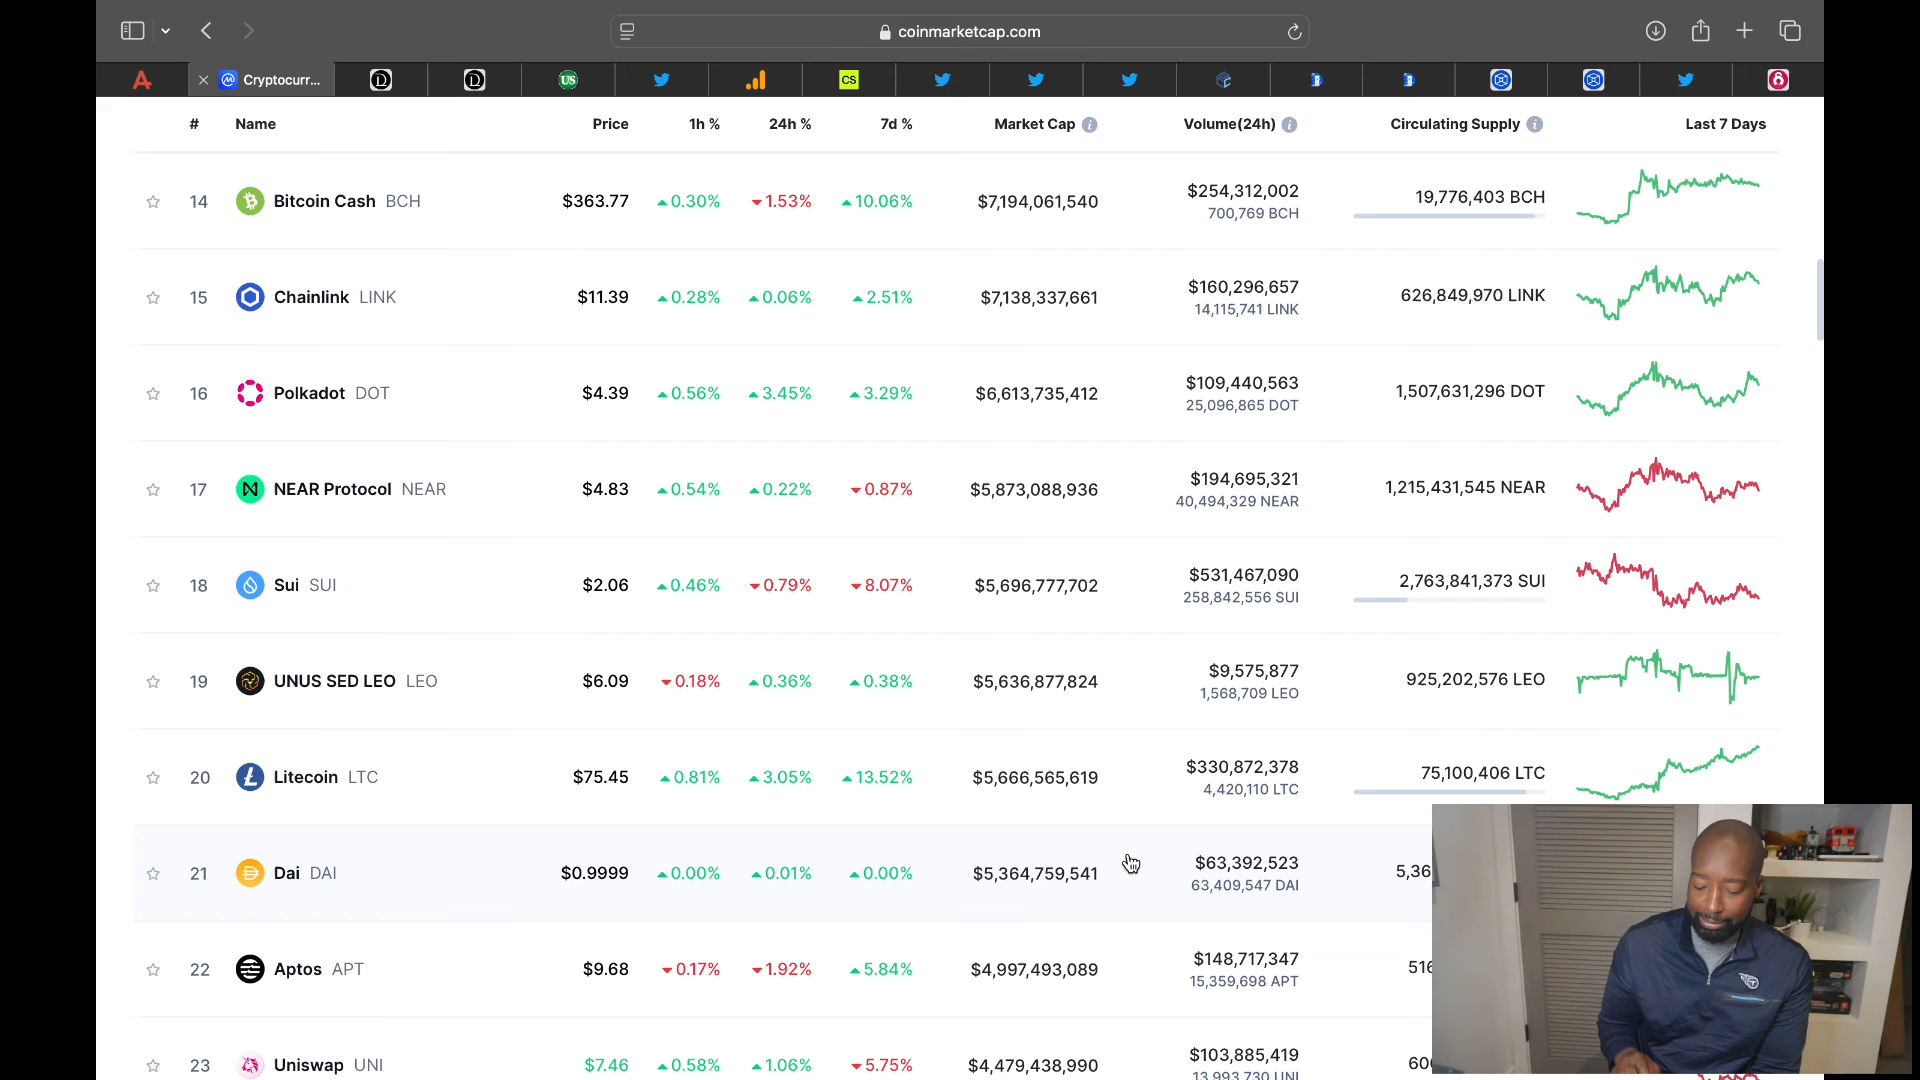 coinmarketcap.com
Cryptocurr...
US
CS
# Name Price 1h % 24h % 7d % Market Cap Volume(24h) Circulating Supply Last 7 Days
14 Bitcoin Cash BCH $363.77 0.30% 1.53% 10.06% $7,194,061,540 $254,312,002 19,776,403 BCH
700,769 BCH
15 Chainlink LINK $11.39 0.28% 0.06% 2.51% $7,138,337,661 $160,296,657 626,849,970 LINK
14,115,741 LINK
16 Polkadot DOT $4.39 0.56% 3.45% 3.29% $6,613,735,412 $109,440,563 1,507,631,296 DOT
25,096,865 DOT
17 NEAR Protocol NEAR $4.83 0.54% 0.22% 0.87% $5,873,088,936 $194,695,321 1,215,431,545 NEAR
40,494,329 NEAR
18 Sui SUI $2.06 0.46% 0.79% 8.07% $5,696,777,702 $531,467,090 2,763,841,373 SUI
258,842,556 SUI
19 UNUS SED LEO LEO $6.09 0.18% 0.36% 0.38% $5,636,877,824 $9,575,877 925,202,576 LEO
1,568,709 LEO
20 Litecoin LTC $75.45 0.81% 3.05% 13.52% $5,666,565,619 $330,872,378 75,100,406 LTC
4,420,110 LTC
21 Dai DAI $0.9999 0.00% 0.01% 0.00% $5,364,759,541 $63,392,523 5,36
63,409,547 DAI
22 Aptos APT $9.68 0.17% 1.92% 5.84% $4,997,493,089 $148,717,347 516
15,359,698 APT
23 Uniswap UNI $7.46 0.58% 1.06% 5.75% $4,479,438,990 $103,885,419 600
13,993,730 UNI